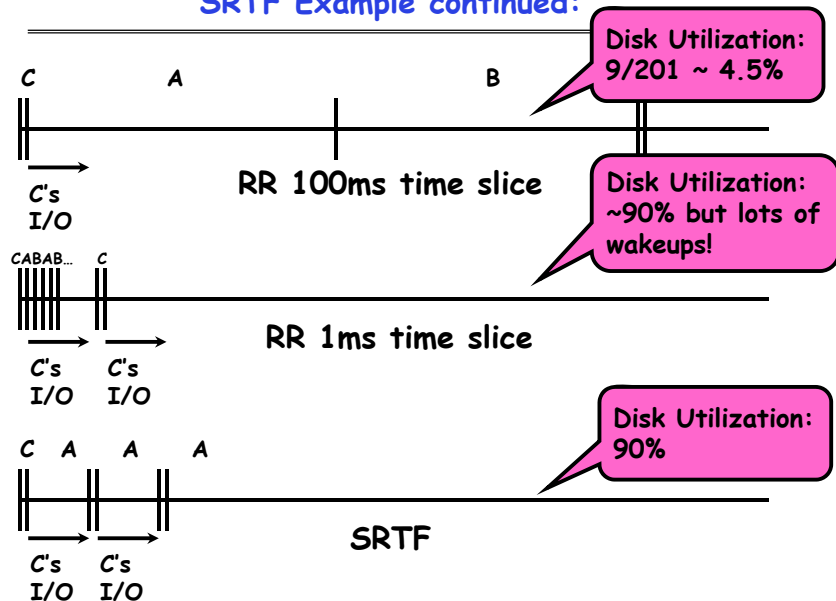 SRTF Example continued:
Disk Utilization:
9/201 ~ 4.5%
C A B
C's
I/O
RR 100ms time slice
Disk Utilization:
~90% but lots of
wakeups!
CABAB… C
C's C's
I/O I/O
RR 1ms time slice
Disk Utilization:
90%
C A A A
C's C's
I/O I/O
SRTF